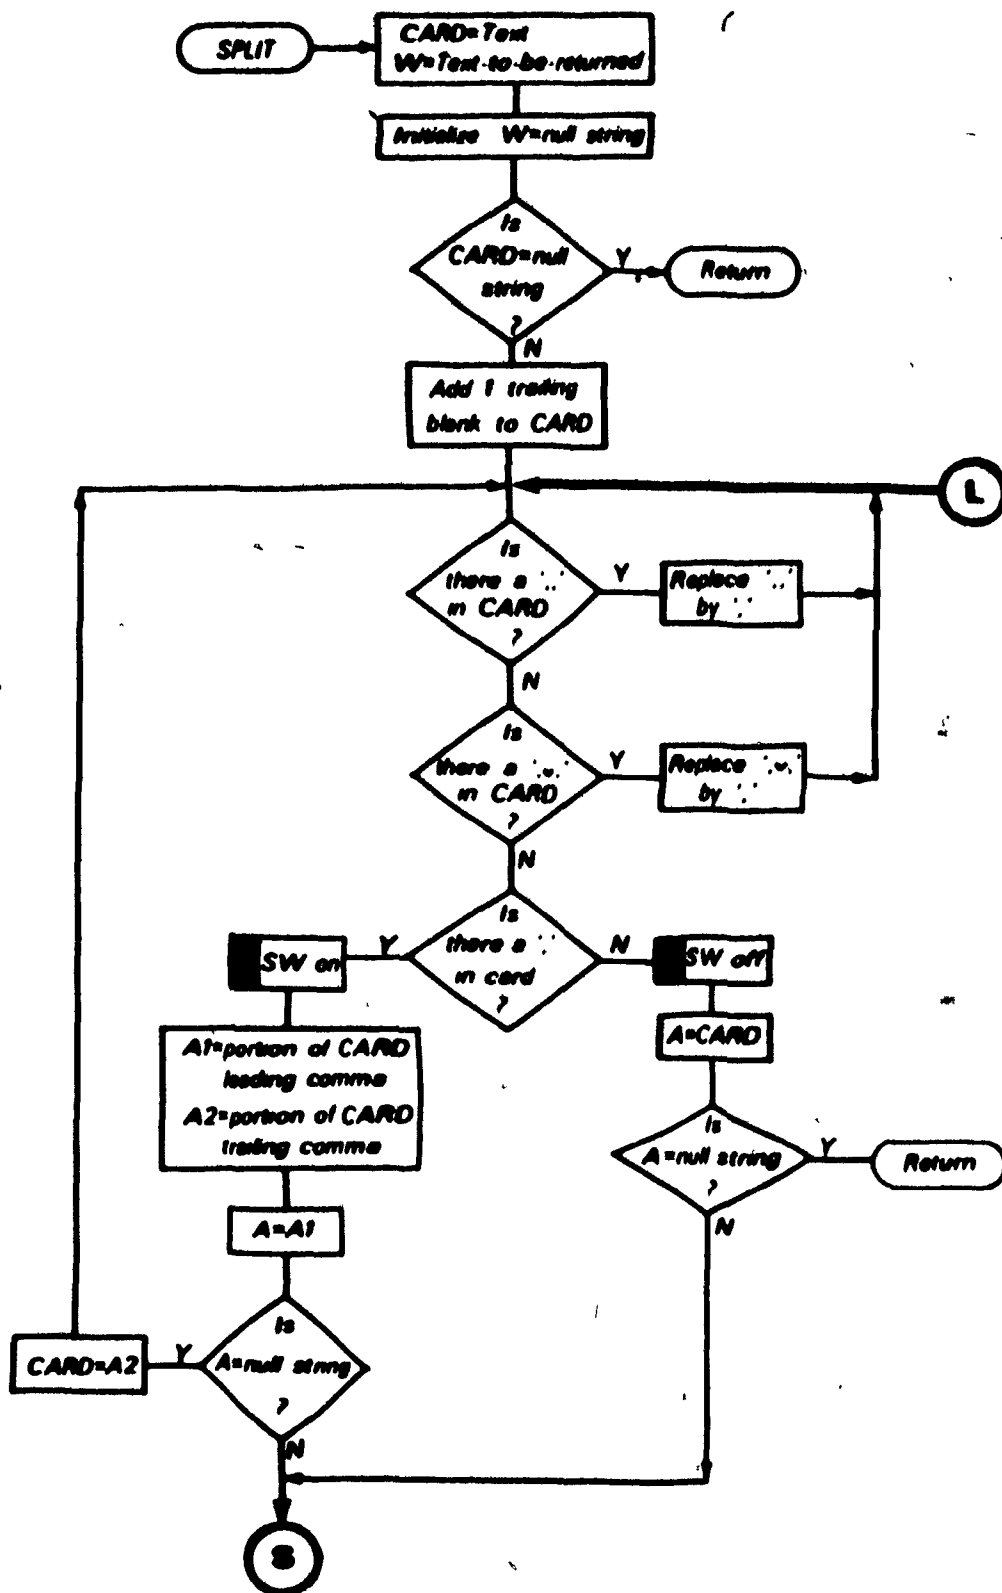 SPLIT
CARD=Text
W=Text-to-be-returned
Initialize W=null string
Is
CARD=null
string
?
Y
Return
N
Add 1 trailing
blank to CARD
L
Is
there a
in CARD
?
Y
Replace
by
N
Is
there a
in CARD
?
Y
Replace
by
N
Is
there a
in card
?
Y
SW on
N
SW off
A1=portion of CARD
leading comma
A2=portion of CARD
trailing comma
A=CARD
Is
A=null string
?
Y
Return
N
A=A1
Is
A=null string
?
Y
CARD=A2
N
S